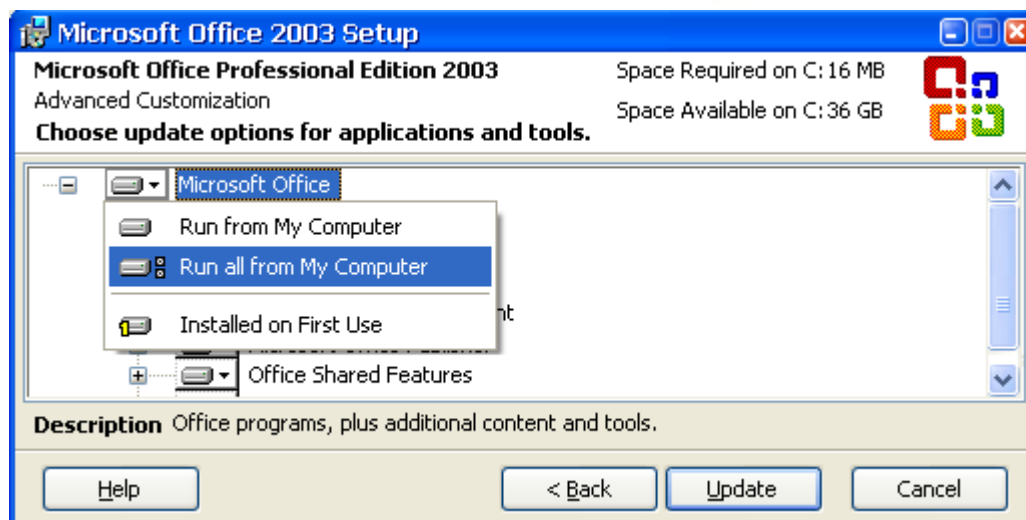 Microsoft Office 2003 Setup
Microsoft Office Professional Edition 2003
Space Required on C: 16 MB
Advanced Customization
Space Available on C: 36 GB
Choose update options for applications and tools.
Microsoft Office
Run from My Computer
Run all from My Computer
Installed on First Use
Office Shared Features
Description Office programs, plus additional content and tools.
Help
< Back
Update
Cancel